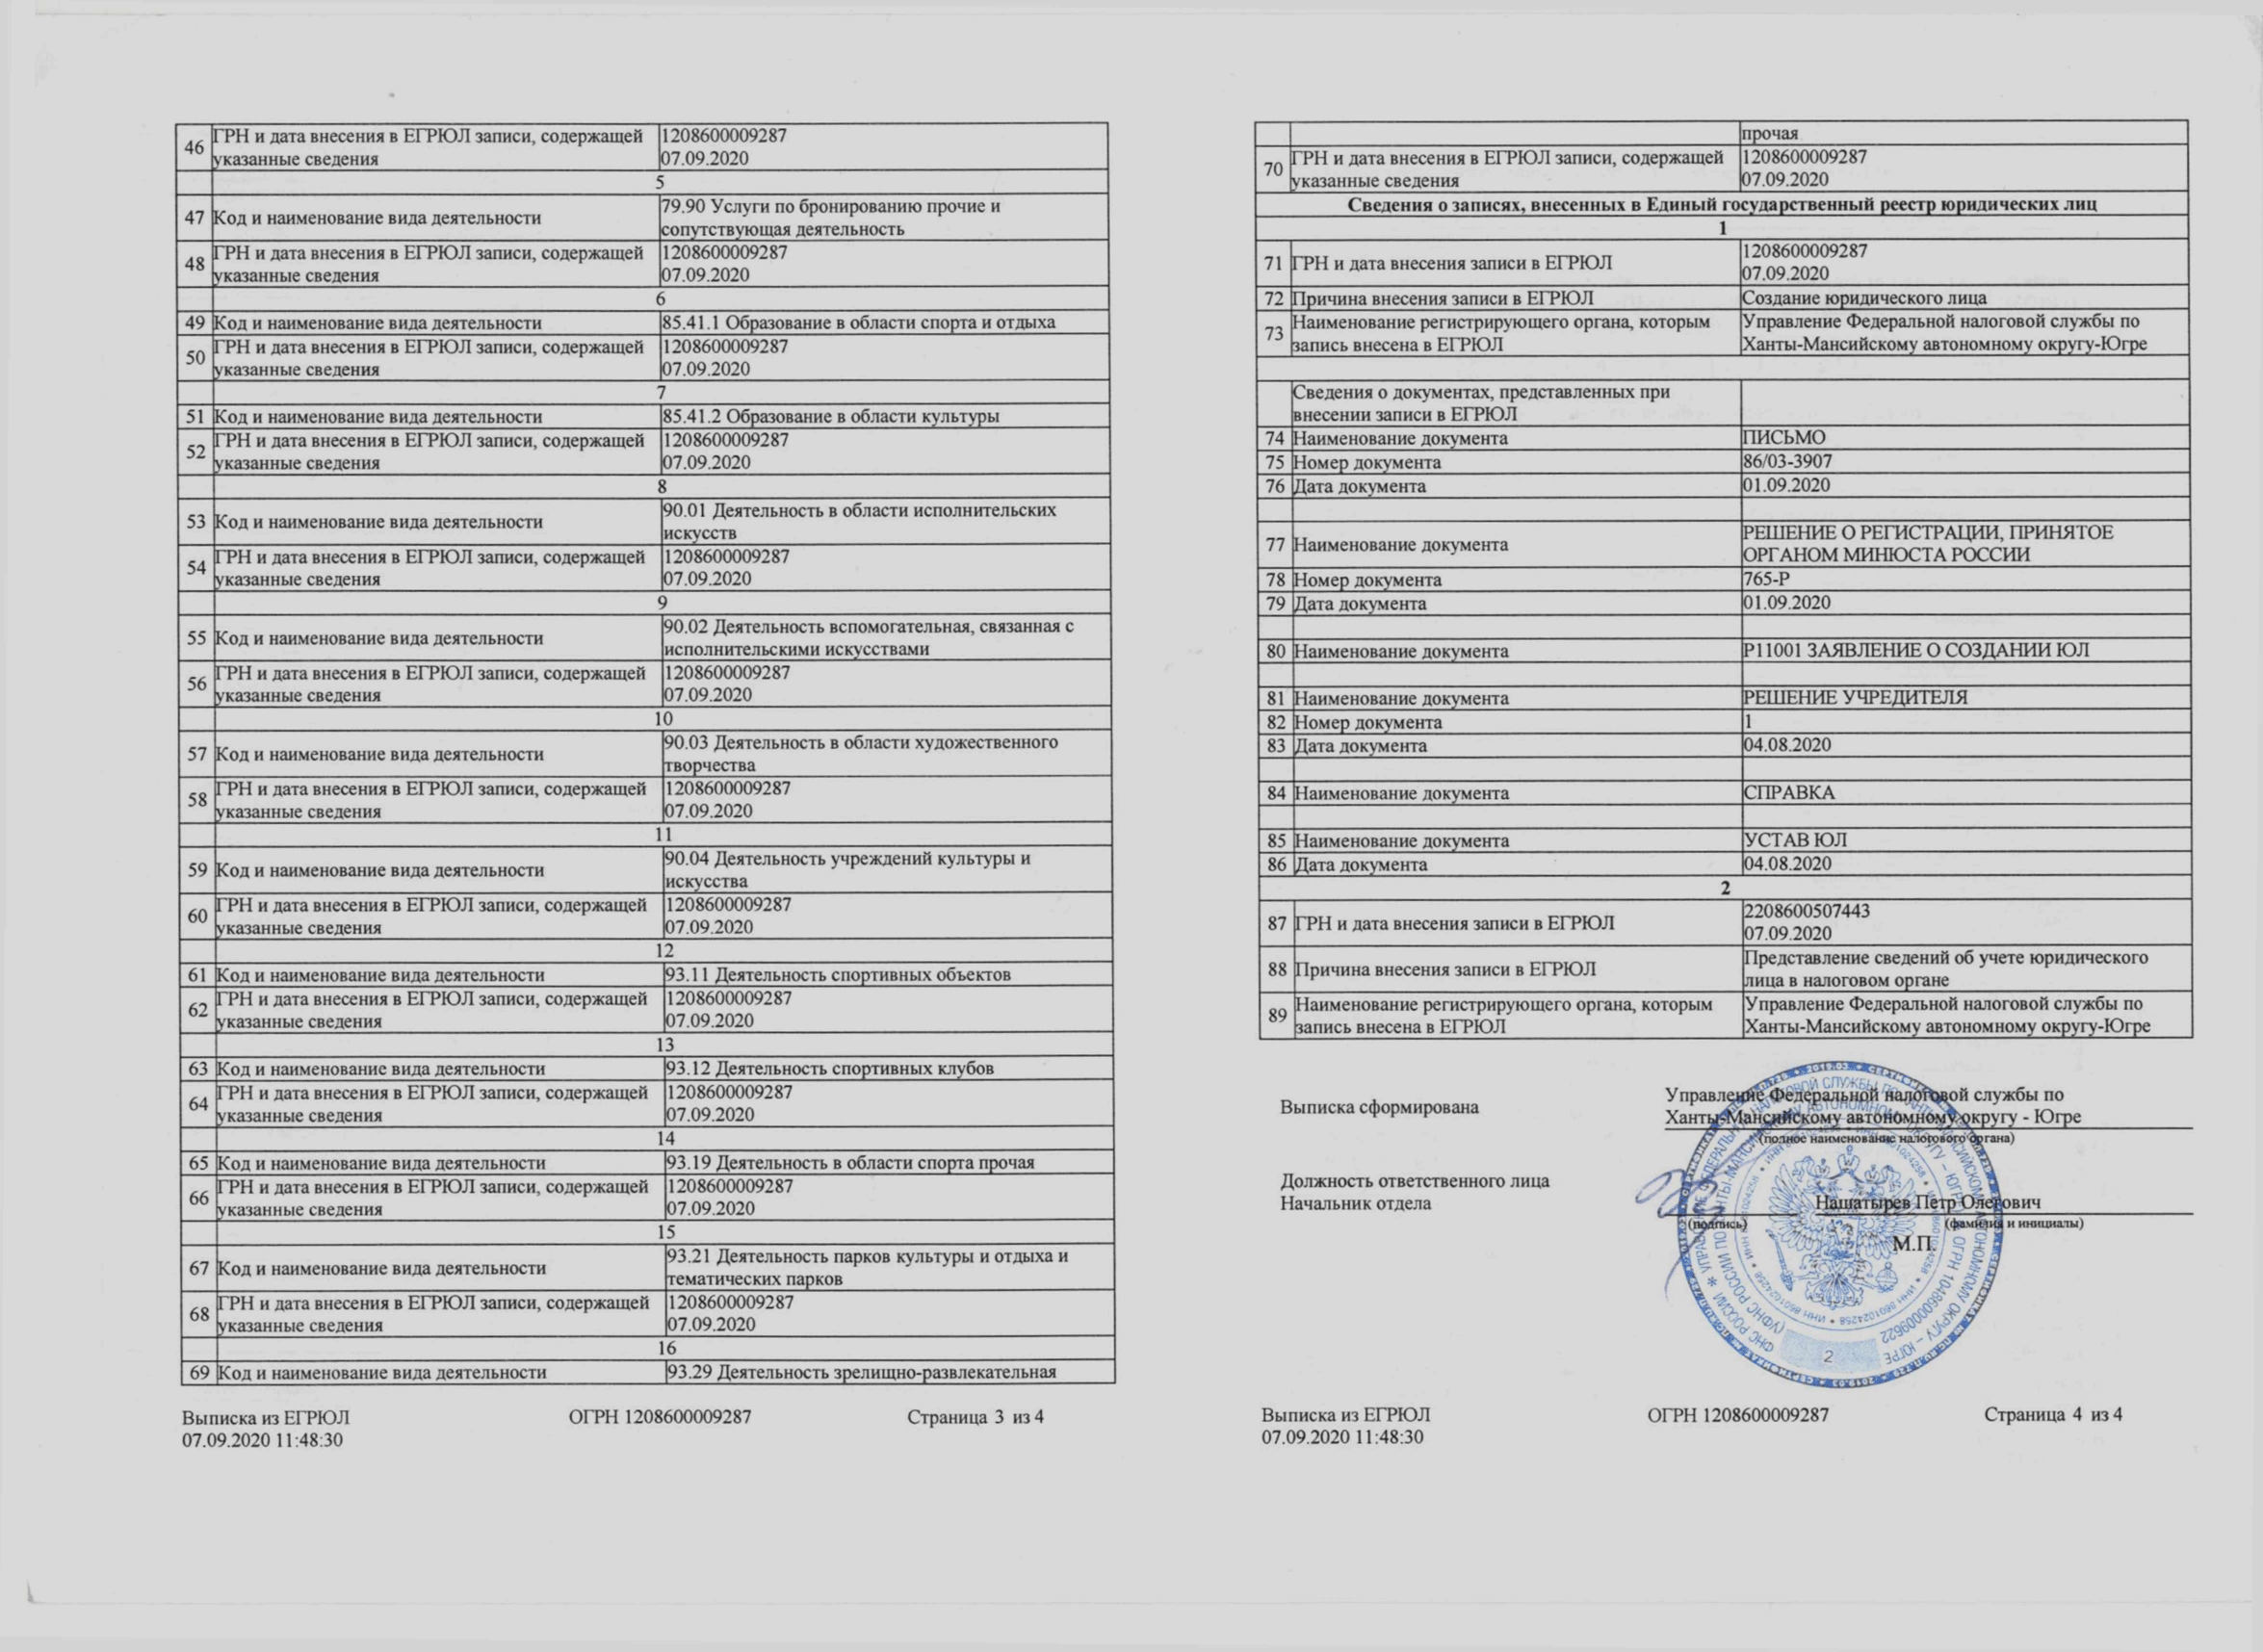 46 ГРН и дата внесения в ЕГРЮЛ записи, содержащей 1208600009287
указанные сведения 07.09.2020
5
47 Код и наименование вида деятельности 79.90 Услуги по бронированию прочие и
сопутствующая деятельность
48 ГРН и дата внесения в ЕГРЮЛ записи, содержащей 1208600009287
указанные сведения 07.09.2020
6
49 Код и наименование вида деятельности 85.41.1 Образование в области спорта и отдыха
50 ГРН и дата внесения в ЕГРЮЛ записи, содержащей 1208600009287
указанные сведения 07.09.2020
7
51 Код и наименование вида деятельности 85.41.2 Образование в области культуры
52 ГРН и дата внесения в ЕГРЮЛ записи, содержащей 1208600009287
указанные сведения 07.09.2020
8
53 Код и наименование вида деятельности 90.01 Деятельность в области исполнительских
искусств
54 ГРН и дата внесения в ЕГРЮЛ записи, содержащей 1208600009287
указанные сведения 07.09.2020
9
55 Код и наименование вида деятельности 90.02 Деятельность вспомогательная, связанная с
исполнительскими искусствами
56 ГРН и дата внесения в ЕГРЮЛ записи, содержащей 1208600009287
указанные сведения 07.09.2020
10
57 Код и наименование вида деятельности 90.03 Деятельность в области художественного
творчества
58 ГРН и дата внесения в ЕГРЮЛ записи, содержащей 1208600009287
указанные сведения 07.09.2020
11
59 Код и наименование вида деятельности 90.04 Деятельность учреждений культуры и
искусства
60 ГРН и дата внесения в ЕГРЮЛ записи, содержащей 1208600009287
указанные сведения 07.09.2020
12
61 Код и наименование вида деятельности 93.11 Деятельность спортивных объектов
62 ГРН и дата внесения в ЕГРЮЛ записи, содержащей 1208600009287
указанные сведения 07.09.2020
13
63 Код и наименование вида деятельности 93.12 Деятельность спортивных клубов
64 ГРН и дата внесения в ЕГРЮЛ записи, содержащей 1208600009287
указанные сведения 07.09.2020
14
65 Код и наименование вида деятельности 93.19 Деятельность в области спорта прочая
66 ГРН и дата внесения в ЕГРЮЛ записи, содержащей 1208600009287
указанные сведения 07.09.2020
15
67 Код и наименование вида деятельности 93.21 Деятельность парков культуры и отдыха и
тематических парков
68 ГРН и дата внесения в ЕГРЮЛ записи, содержащей 1208600009287
указанные сведения 07.09.2020
16
69 Код и наименование вида деятельности 93.29 Деятельность зрелищно-развлекательная
Выписка из ЕГРЮЛ ОГРН 1208600009287 Страница 3 из 4
07.09.2020 11:48:30
прочая
70 ГРН и дата внесения в ЕГРЮЛ записи, содержащей 1208600009287
указанные сведения 07.09.2020
Сведения о записях, внесенных в Единый государственный реестр юридических лиц
1
71 ГРН и дата внесения записи в ЕГРЮЛ 1208600009287
07.09.2020
72 Причина внесения записи в ЕГРЮЛ Создание юридического лица
73 Наименование регистрирующего органа, которым Управление Федеральной налоговой службы по
запись внесена в ЕГРЮЛ Ханты-Мансийскому автономному округу-Югре
Сведения о документах, представленных при
внесении записи в ЕГРЮЛ
74 Наименование документа ПИСЬМО
75 Номер документа 86/03-3907
76 Дата документа 01.09.2020
77 Наименование документа РЕШЕНИЕ О РЕГИСТРАЦИИ, ПРИНЯТОЕ
ОРГАНОМ МИНЮСТА РОССИИ
78 Номер документа 765-Р
79 Дата документа 01.09.2020
80 Наименование документа Р11001 ЗАЯВЛЕНИЕ О СОЗДАНИИ ЮЛ
81 Наименование документа РЕШЕНИЕ УЧРЕДИТЕЛЯ
82 Номер документа 1
83 Дата документа 04.08.2020
84 Наименование документа СПРАВКА
85 Наименование документа УСТАВ ЮЛ
86 Дата документа 04.08.2020
2
87 ГРН и дата внесения записи в ЕГРЮЛ 2208600507443
07.09.2020
88 Причина внесения записи в ЕГРЮЛ Представление сведений об учете юридического
лица в налоговом органе
89 Наименование регистрирующего органа, которым Управление Федеральной налоговой службы по
запись внесена в ЕГРЮЛ Ханты-Мансийскому автономному округу-Югре
Выписка сформирована Управление Федеральной налоговой службы по
Ханты-Мансийскому автономному округу - Югре
(полное наименование налогового органа)
Должность ответственного лица
Начальник отдела Нашатырев Петр Олегович
(подпись) (фамилия и инициалы)
М.П.
ОГРН 1048600009622
ИНН 8601024258
2
Выписка из ЕГРЮЛ ОГРН 1208600009287 Страница 4 из 4
07.09.2020 11:48:30